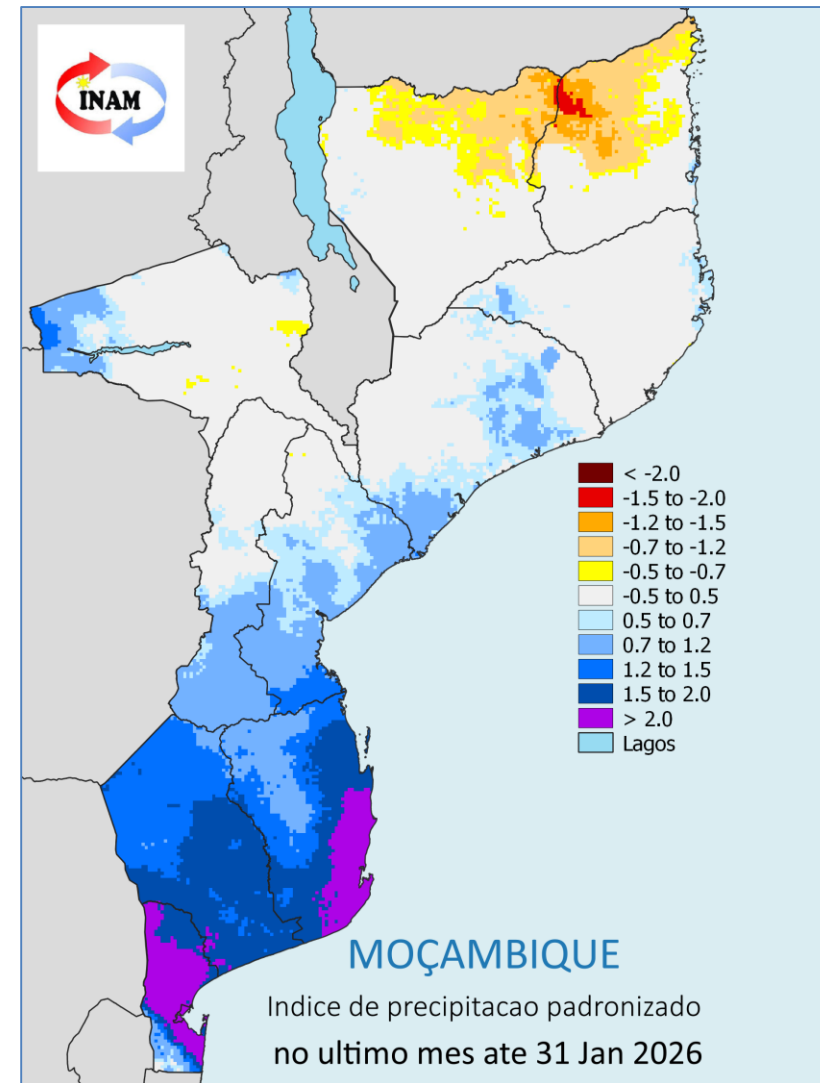 INAM
< -2.0
-1.5 to -2.0
-1.2 to -1.5
-0.7 to -1.2
-0.5 to -0.7
-0.5 to 0.5
0.5 to 0.7
0.7 to 1.2
1.2 to 1.5
1.5 to 2.0
> 2.0
Lagos
MOÇAMBIQUE
Indice de precipitacao padronizado
no ultimo mes ate 31 Jan 2026